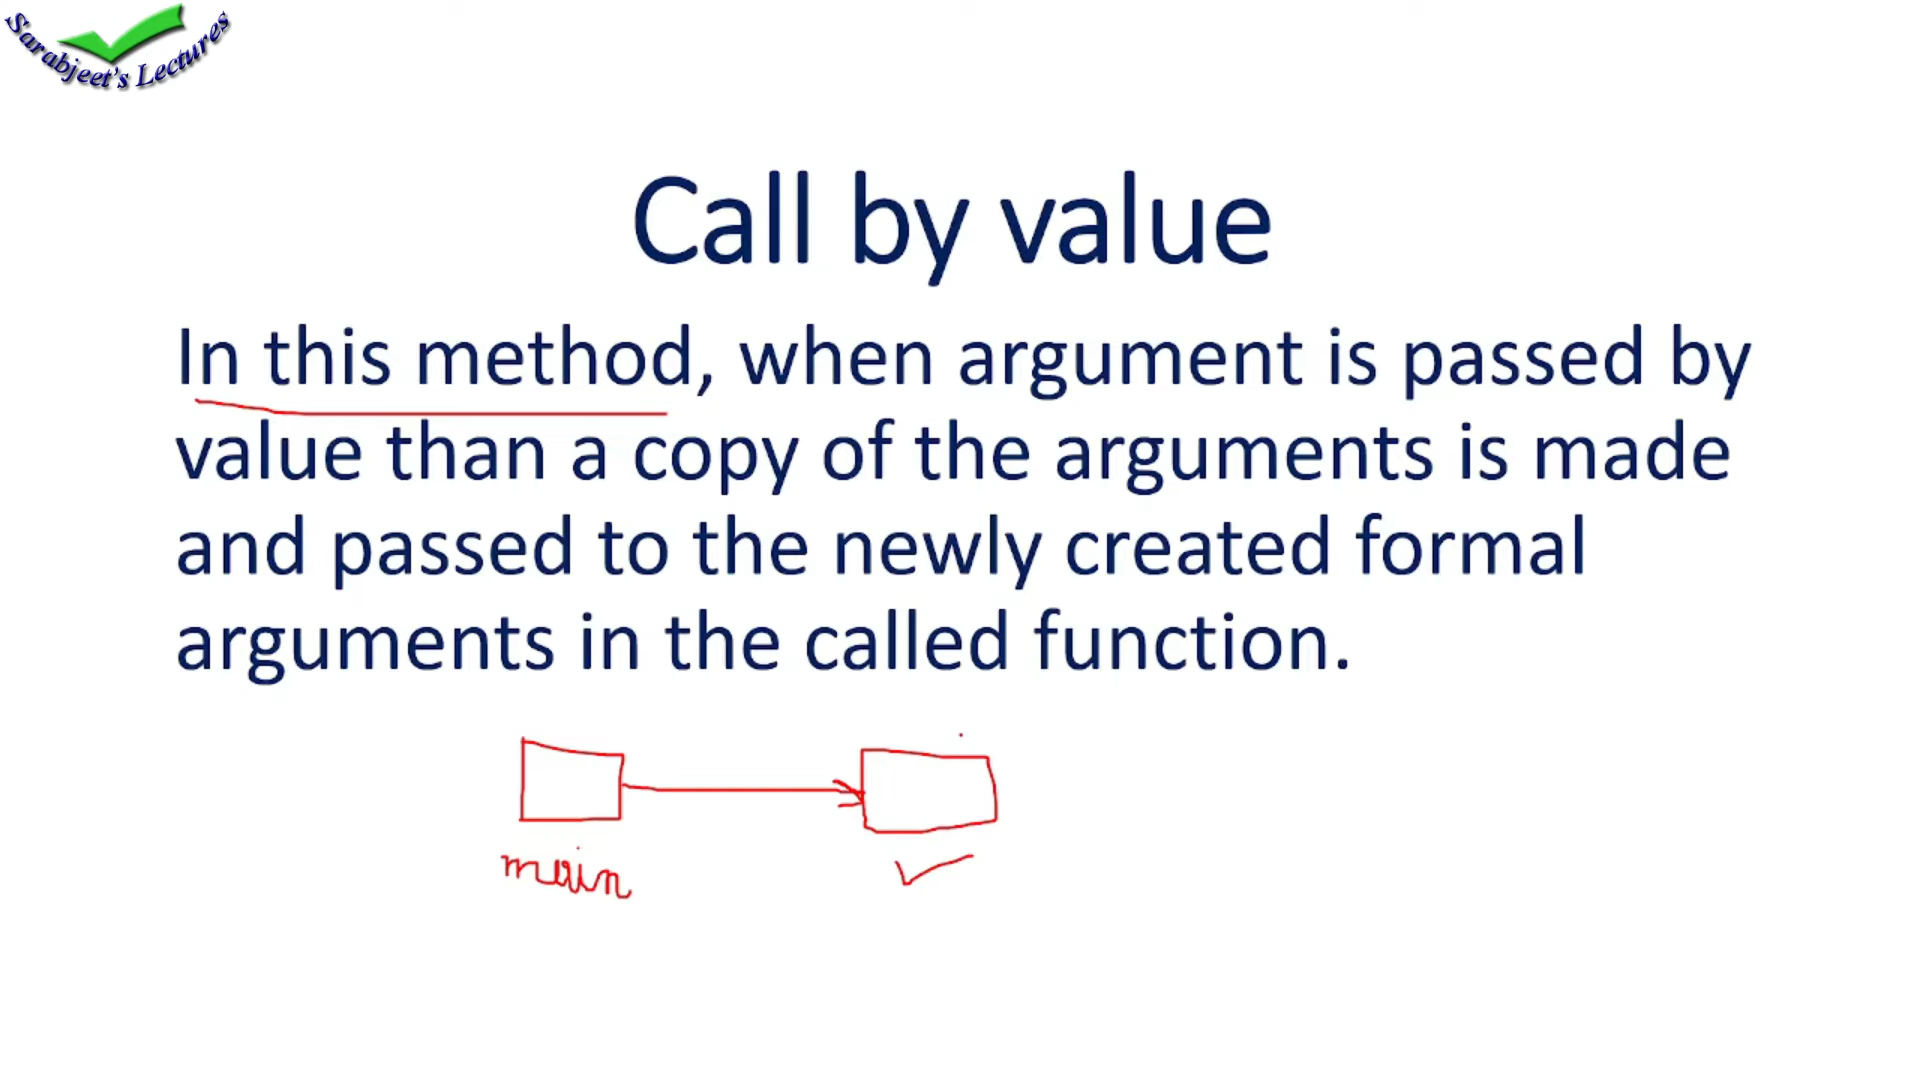 Sarabjeet's Lectures
Call by value
In this method, when argument is passed by
value than a copy of the arguments is made
and passed to the newly created formal
arguments in the called function.
main